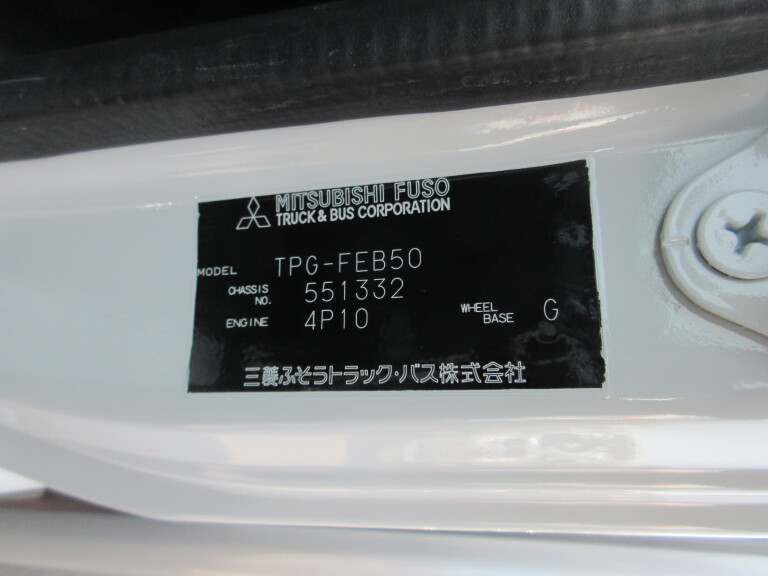 MITSUBISHI FUSO
TRUCK & BUS CORPORATION
MODEL TPG-FEB50
CHASSIS NO. 551332
ENGINE 4P10 WHEEL BASE G
三菱ふそうトラック・バス株式会社